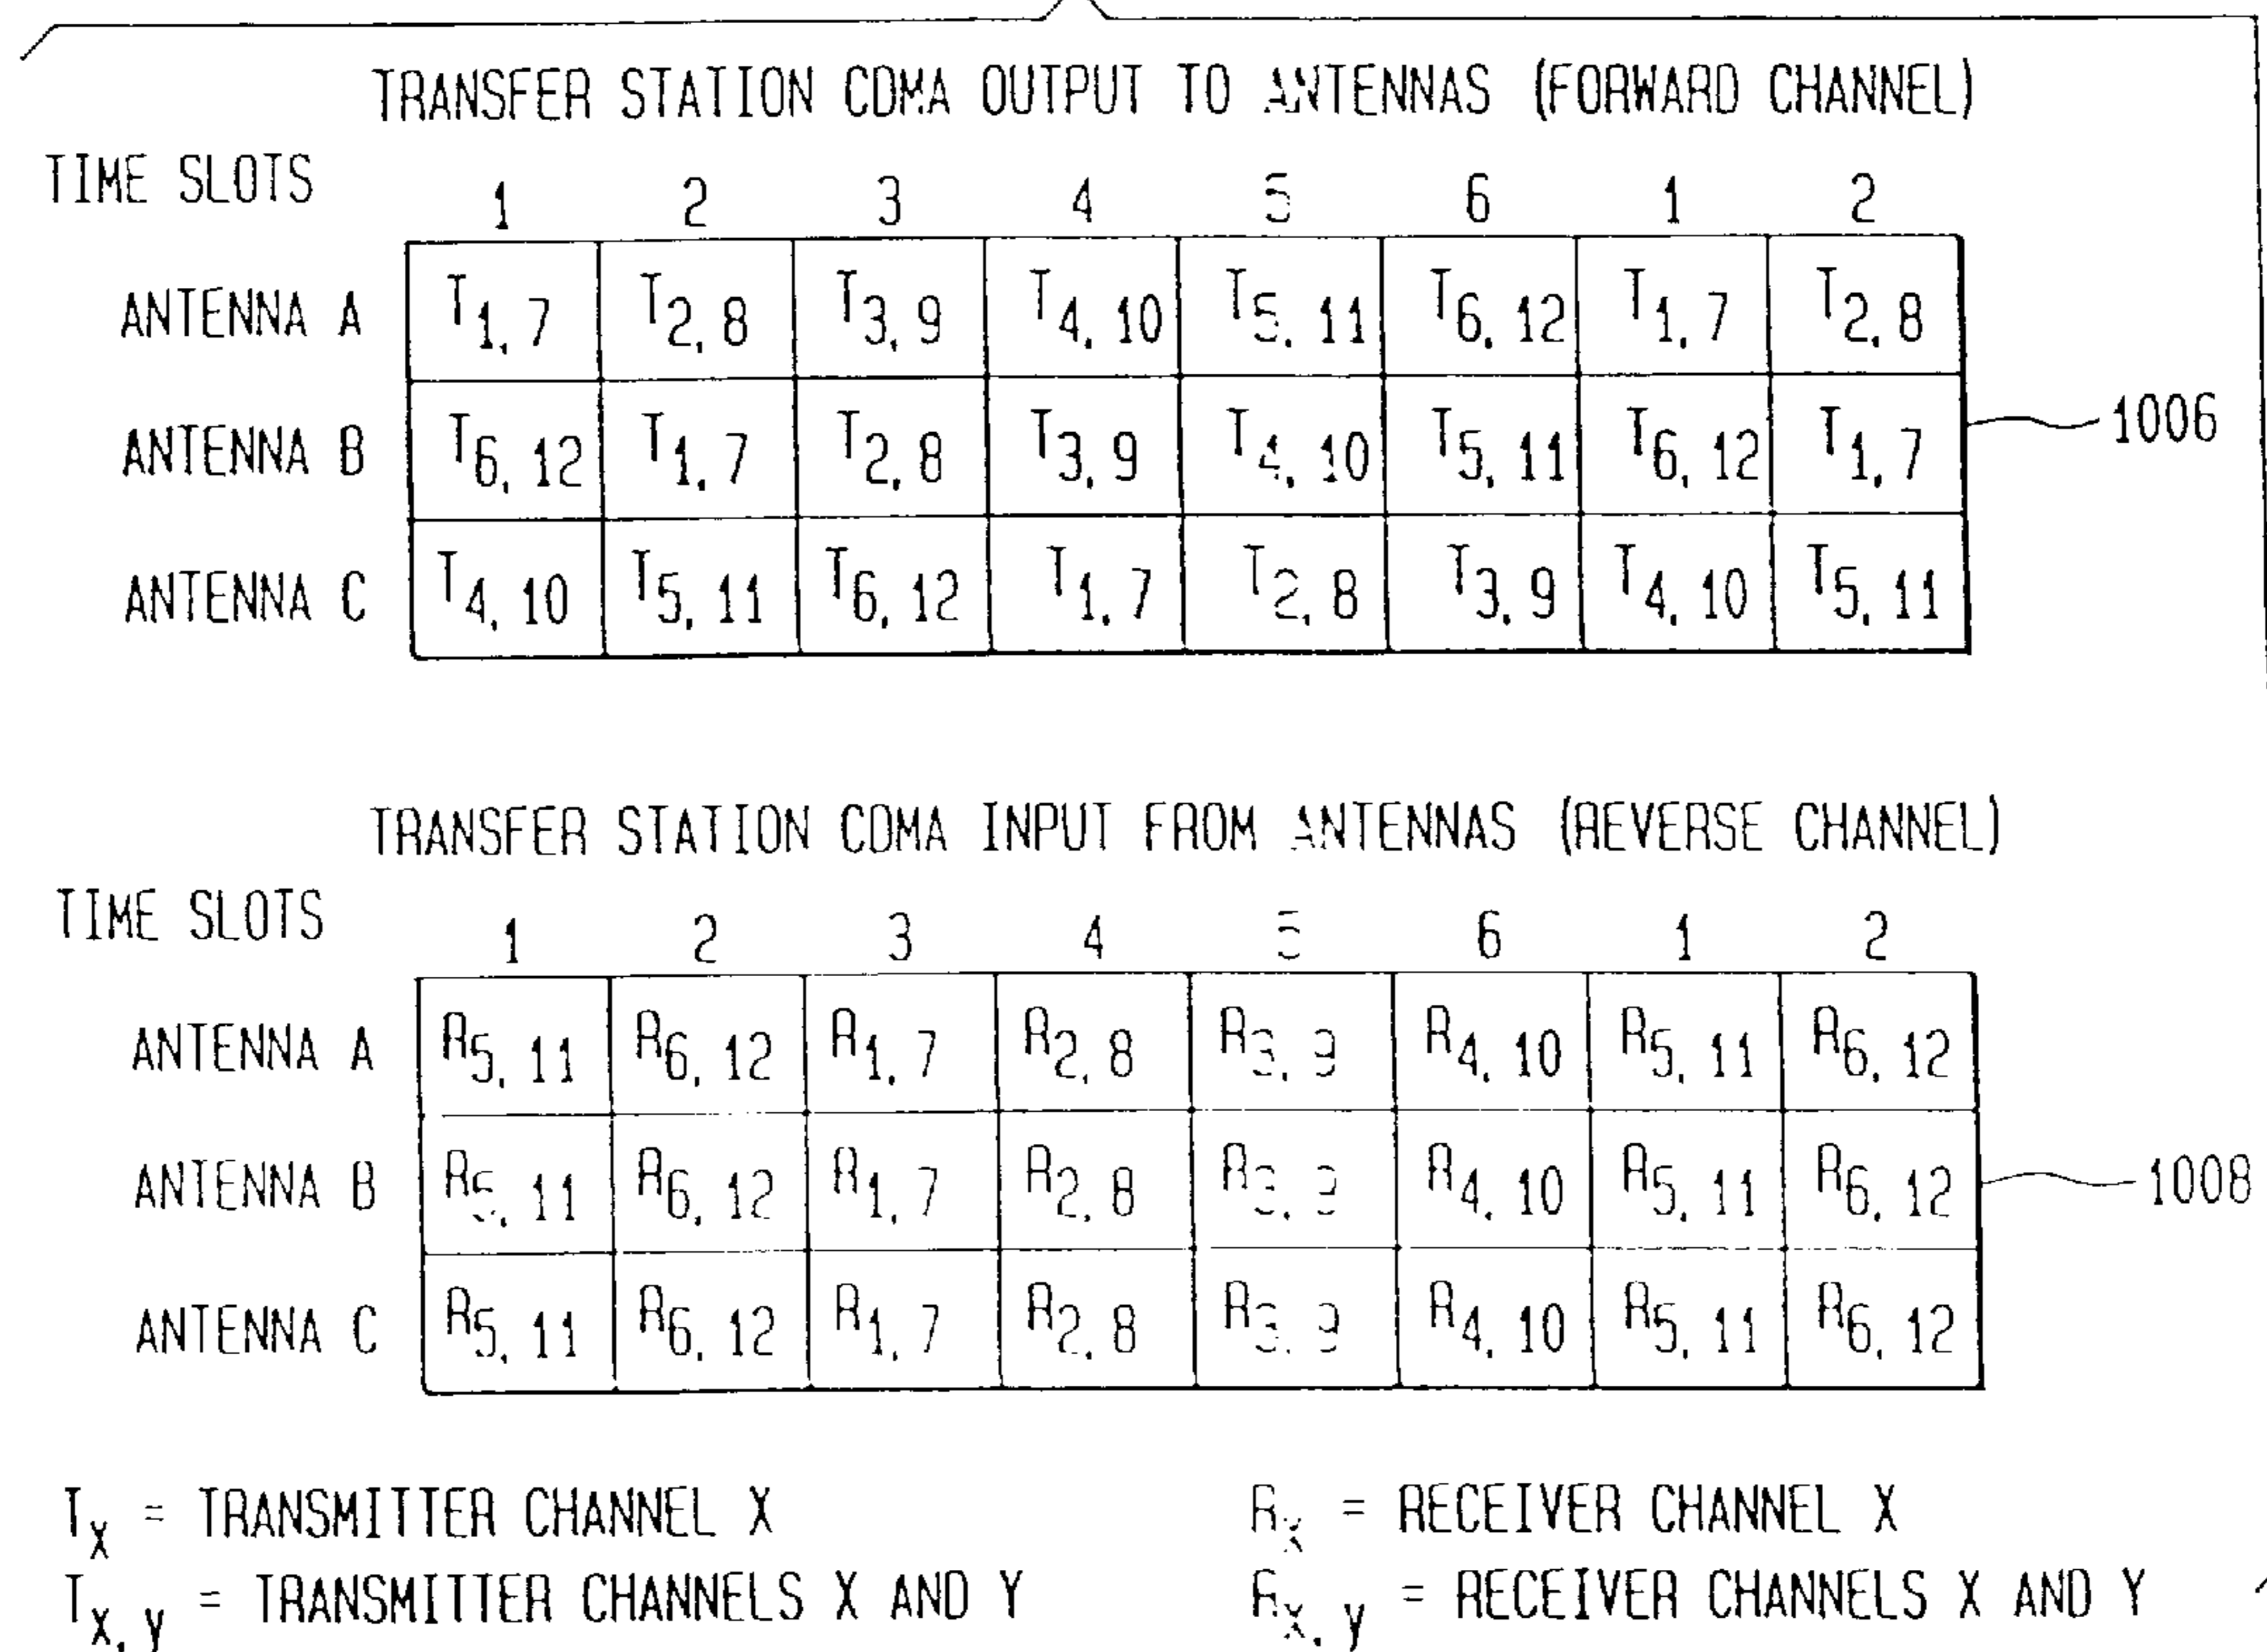 TRANSFER STATION CDMA OUTPUT TO ANTENNAS (FORWARD CHANNEL)
TIME SLOTS 1 2 3 4 5 6 1 2
ANTENNA A T1,7 T2,8 T3,9 T4,10 T5,11 T6,12 T1,7 T2,8
ANTENNA B T6,12 T1,7 T2,8 T3,9 T4,10 T5,11 T6,12 T1,7
1006
ANTENNA C T4,10 T5,11 T6,12 T1,7 T2,8 T3,9 T4,10 T5,11
TRANSFER STATION CDMA INPUT FROM ANTENNAS (REVERSE CHANNEL)
TIME SLOTS 1 2 3 4 5 6 1 2
ANTENNA A R5,11 R6,12 R1,7 R2,8 R3,9 R4,10 R5,11 R6,12
ANTENNA B R5,11 R6,12 R1,7 R2,8 R3,9 R4,10 R5,11 R6,12
1008
ANTENNA C R5,11 R6,12 R1,7 R2,8 R3,9 R4,10 R5,11 R6,12
TX = TRANSMITTER CHANNEL X
RX = RECEIVER CHANNEL X
TX,Y = TRANSMITTER CHANNELS X AND Y
RX,Y = RECEIVER CHANNELS X AND Y